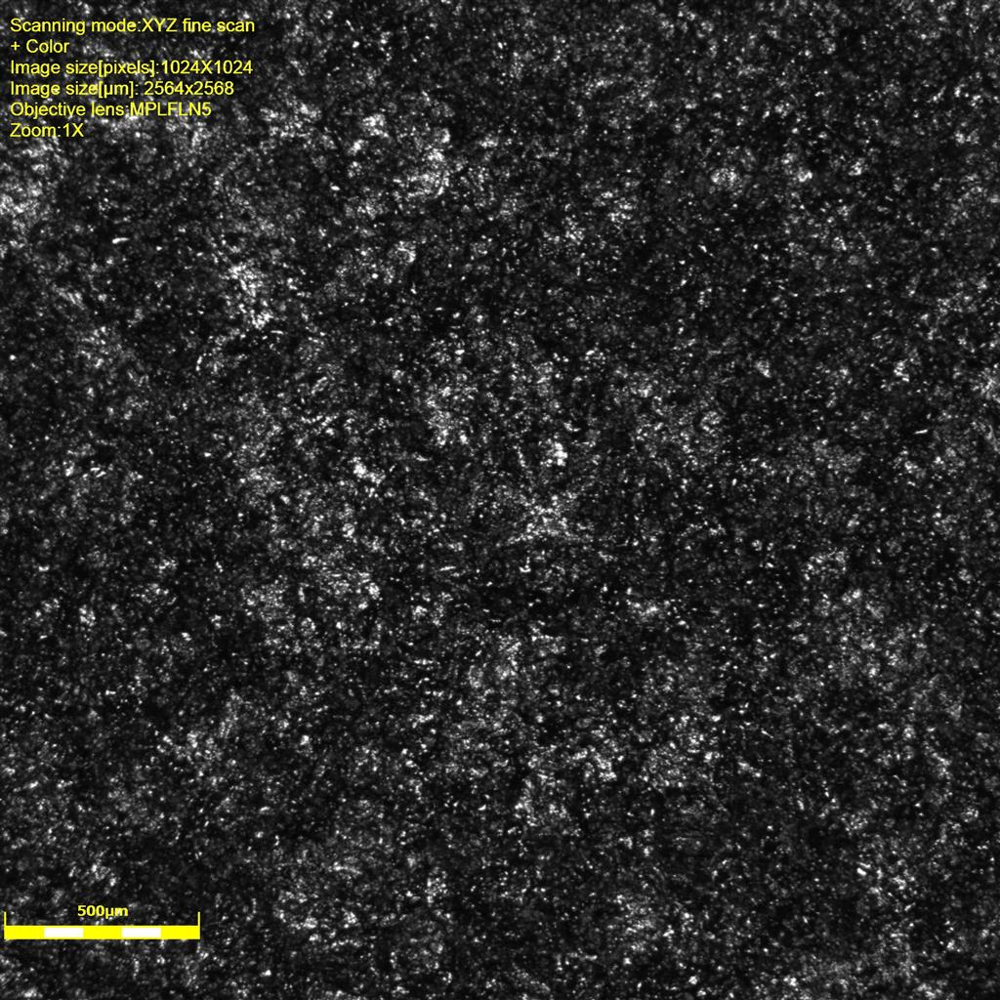 Scanning mode:XYZ fine scan
+ Color
Image size[pixels]:1024X1024
Image size[µm]: 2564x2568
Objective lens:MPLFLN5
Zoom:1X
500µm